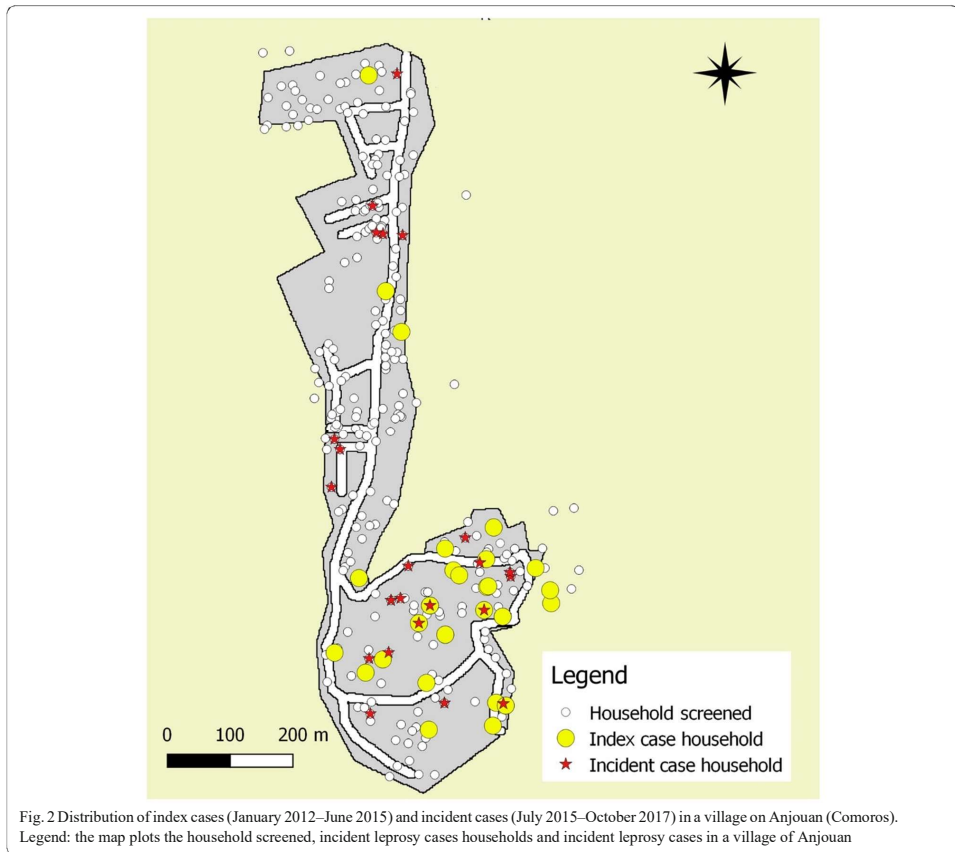 Legend
Household screened
Index case household
Incident case household
0 100 200 m
Fig. 2 Distribution of index cases (January 2012–June 2015) and incident cases (July 2015–October 2017) in a village on Anjouan (Comoros).
Legend: the map plots the household screened, incident leprosy cases households and incident leprosy cases in a village of Anjouan